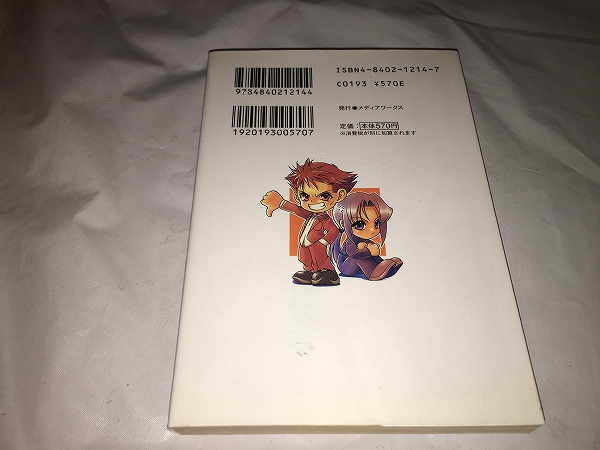 9784840212144
1920193005707
ISBN4-8402-1214-7
C0193 ¥570E
発行●メディアワークス
定価:本体570円
※消費税が別に加算されます